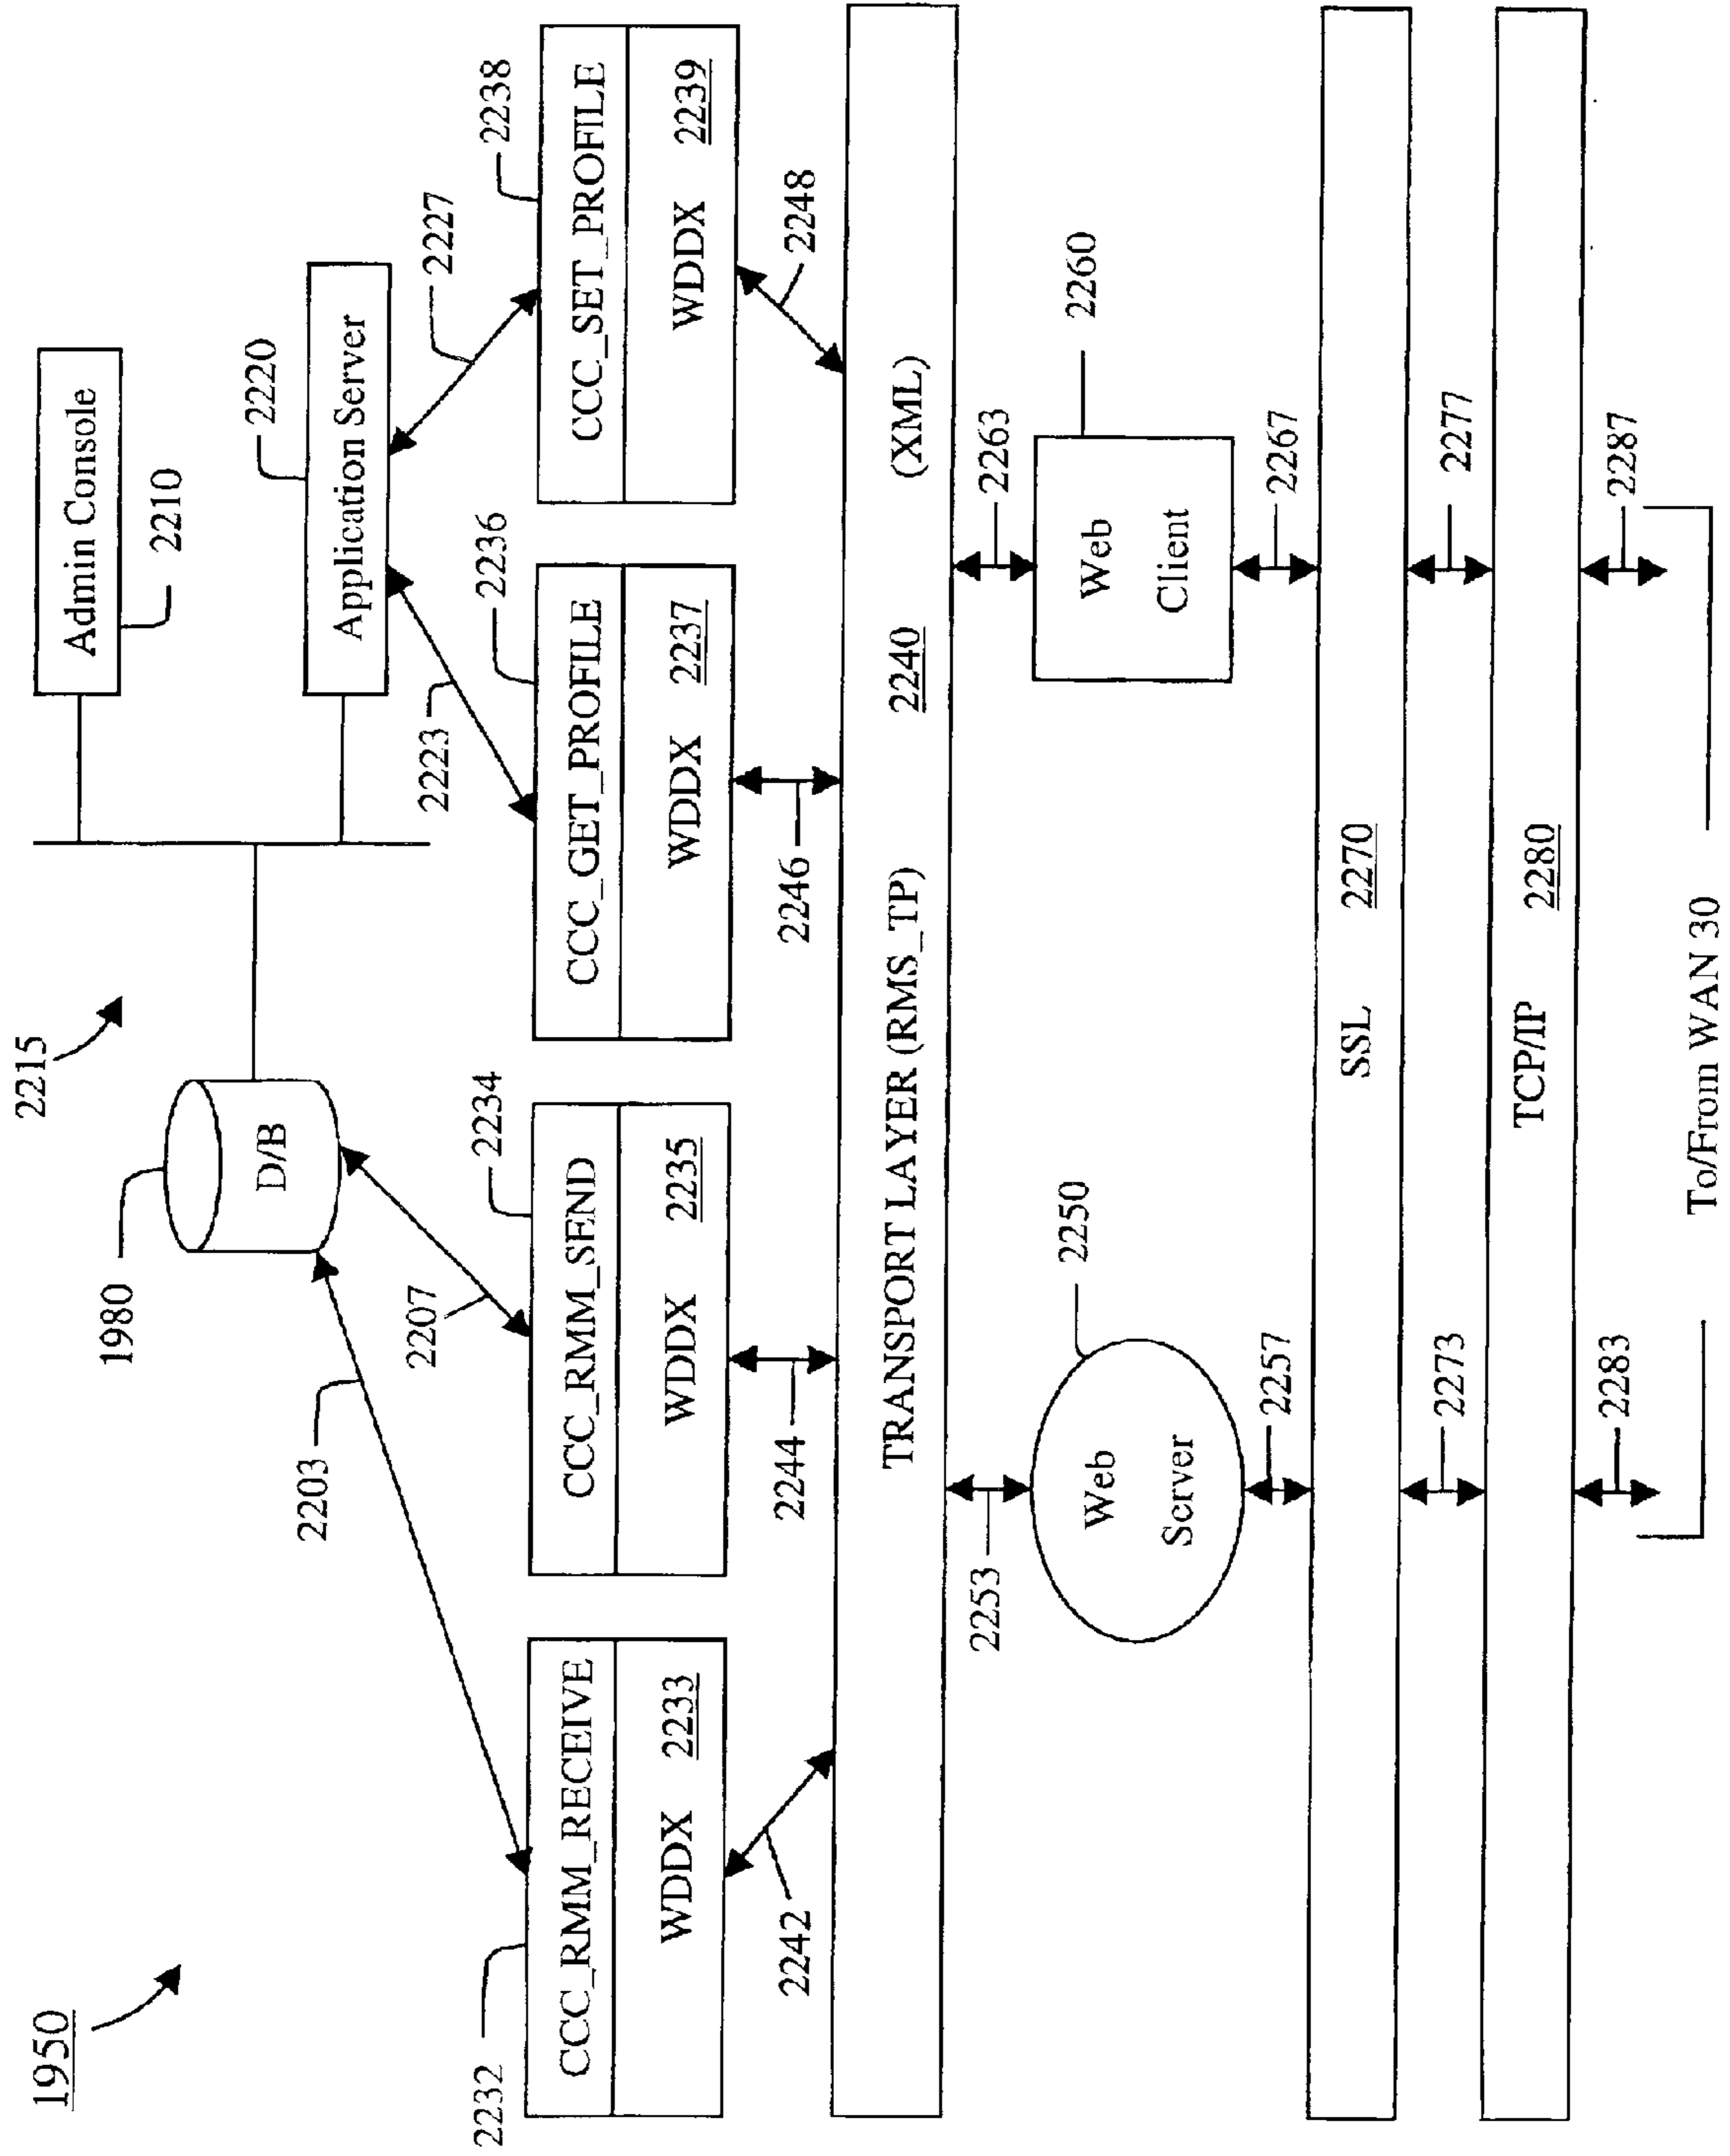 1950
2215
Admin Console
2210
1980
D/B
2220
Application Server
2203
2207
2223
2227
2232
2234
2236
2238
CCC_RMM_RECEIVE
WDDX 2233
CCC_RMM_SEND
WDDX 2235
CCC_GET_PROFILE
WDDX 2237
CCC_SET_PROFILE
WDDX 2239
2242
2244
2246
2248
TRANSPORT LAYER (RMS_TP) 2240 (XML)
2253
2250
2263
2260
Web
Server
Web
Client
2257
2267
SSL 2270
2273
2277
TCP/IP 2280
2283
2287
To/From WAN 30